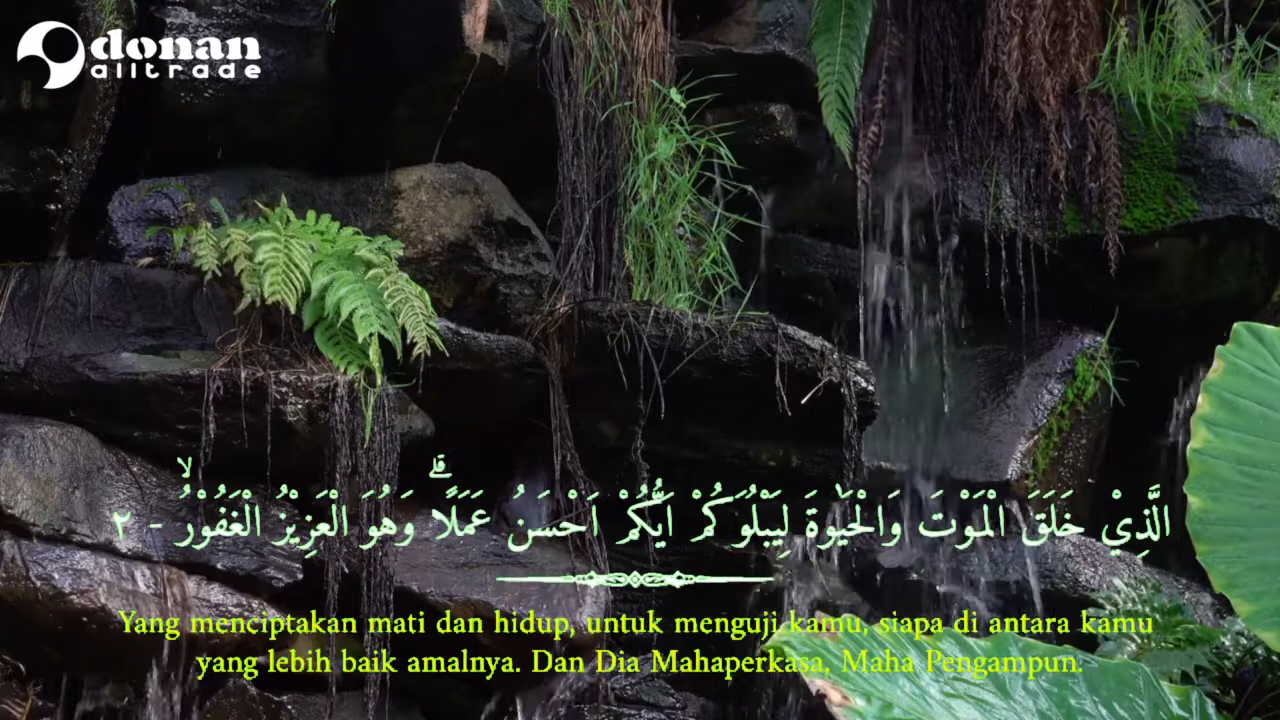 donan
alltrade
الَّذِيْ خَلَقَ الْمَوْتَ وَالْحَيٰوةَ لِيَبْلُوَكُمْ اَيُّكُمْ اَحْسَنُ عَمَلًاۗ وَهُوَ الْعَزِيْزُ الْغَفُوْرُۙ - ٢
Yang menciptakan mati dan hidup, untuk menguji kamu, siapa di antara kamu
yang lebih baik amalnya. Dan Dia Mahaperkasa, Maha Pengampun.